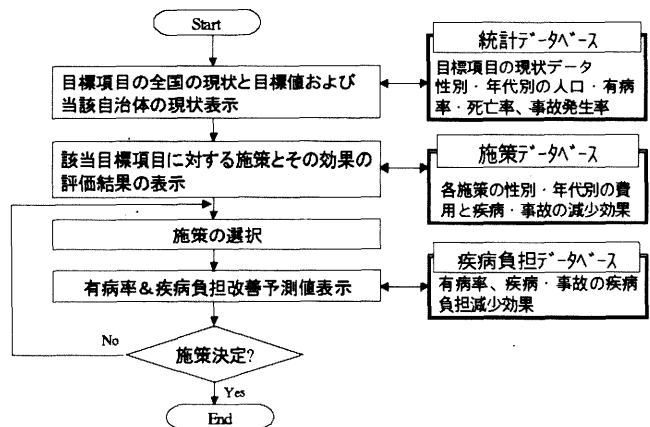 Start
目標項目の全国の現状と目標値および
当該自治体の現状表示
該当目標項目に対する施策とその効果の
評価結果の表示
施策の選択
有病率&疾病負担改善予測値表示
No
施策決定?
Yes
End
統計データベース
目標項目の現状データ
性別・年代別の人口・有病
率・死亡率、事故発生率
施策データベース
各施策の性別・年代別の費
用と疾病・事故の減少効果
疾病負担データベース
有病率、疾病・事故の疾病
負担減少効果